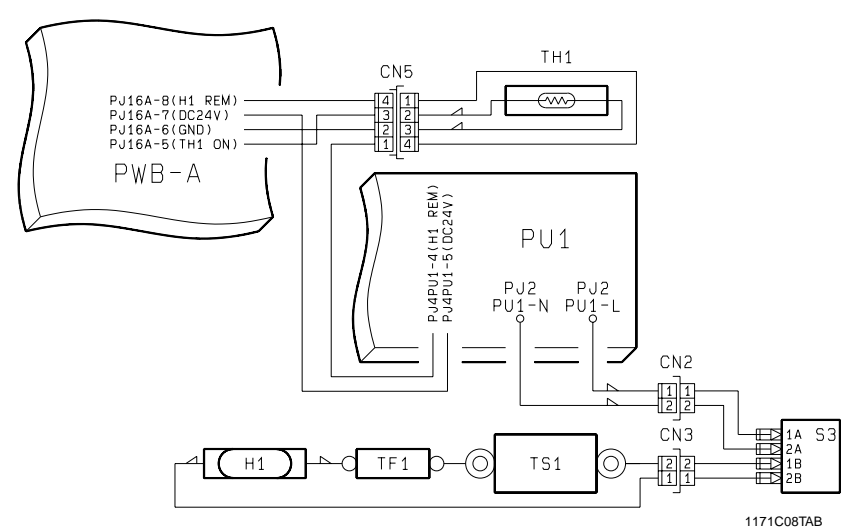 TH1
CN5
PJ16A-8(H1 REM)
PJ16A-7(DC24V)
PJ16A-6(GND)
PJ16A-5(TH1 ON)
4 1
3 2
2 3
1 4
PWB-A
PJ4PU1-4(H1 REM)
PJ4PU1-5(DC24V)
PU1
PJ2 PJ2
PU1-N PU1-L
CN2
1 1
2 2
CN3
2 2
1 1
1A S3
2A
1B
2B
H1
TF1
TS1
1171C08TAB